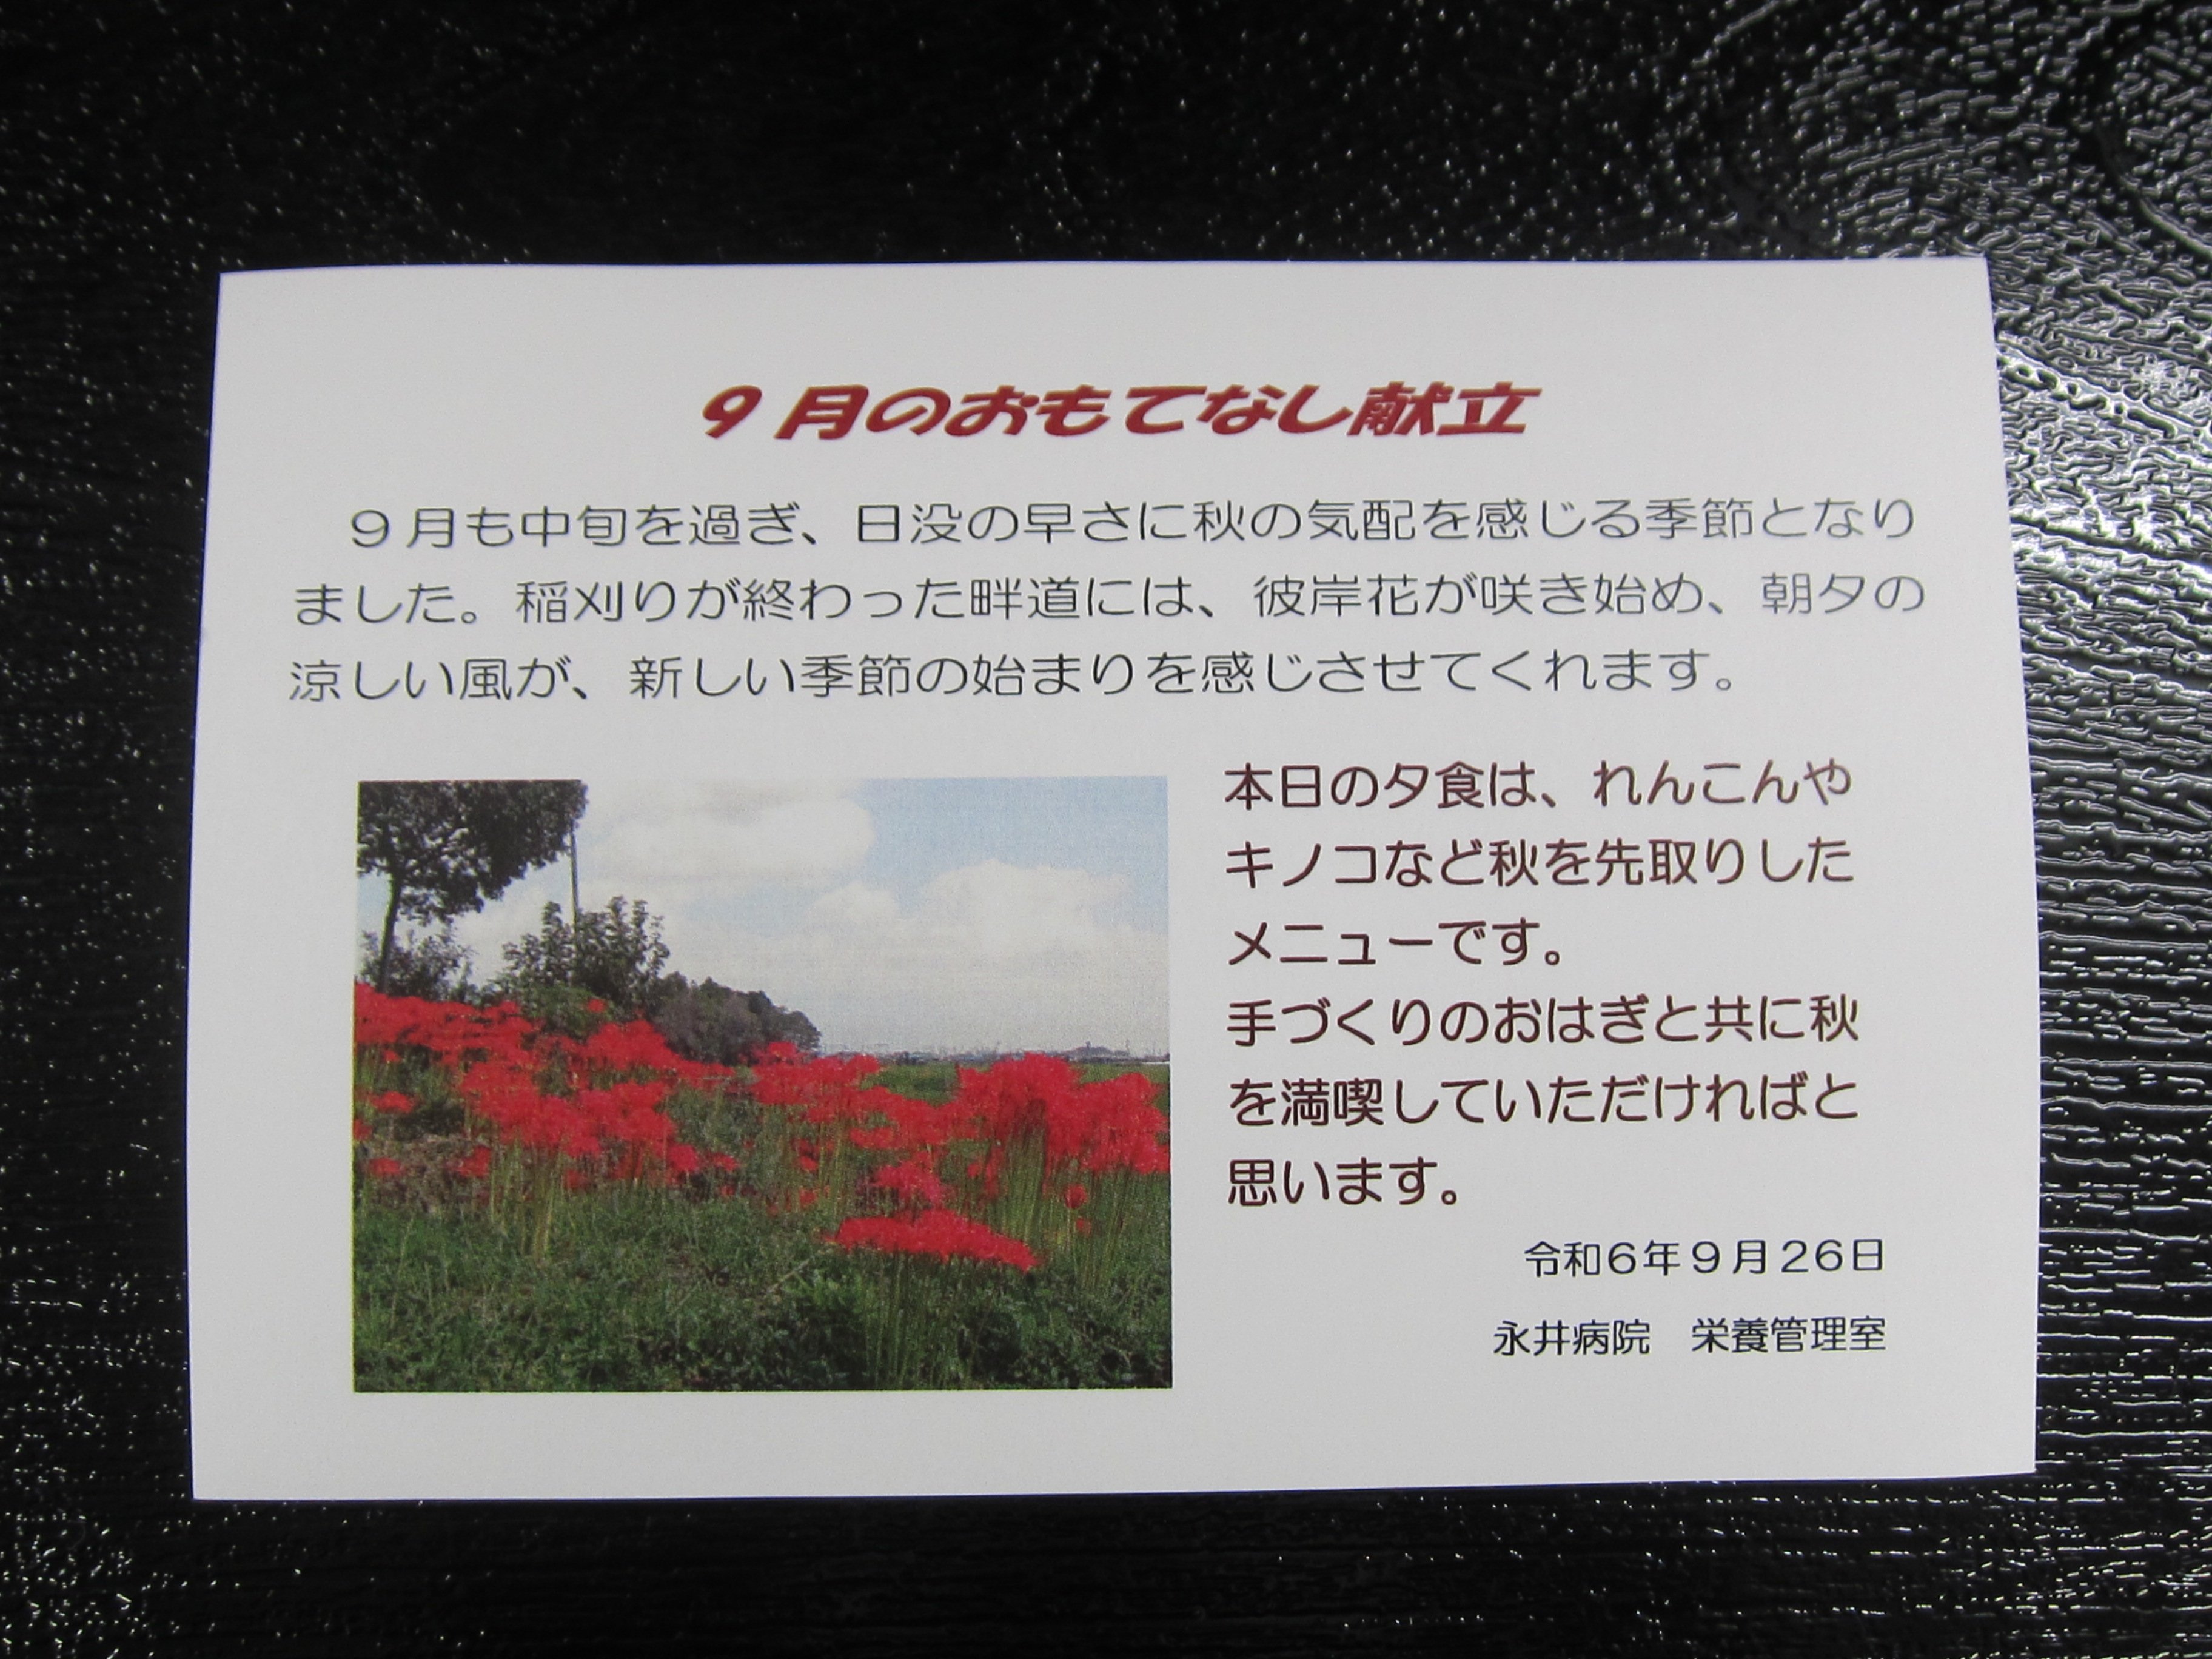 9月のおもてなし献立
９月も中旬を過ぎ、日没の早さに秋の気配を感じる季節となり
ました。稲刈りが終わった畔道には、彼岸花が咲き始め、朝夕の
涼しい風が、新しい季節の始まりを感じさせてくれます。
本日の夕食は、れんこんや
キノコなど秋を先取りした
メニューです。
手づくりのおはぎと共に秋
を満喫していただければと
思います。
令和６年９月２６日
永井病院　栄養管理室